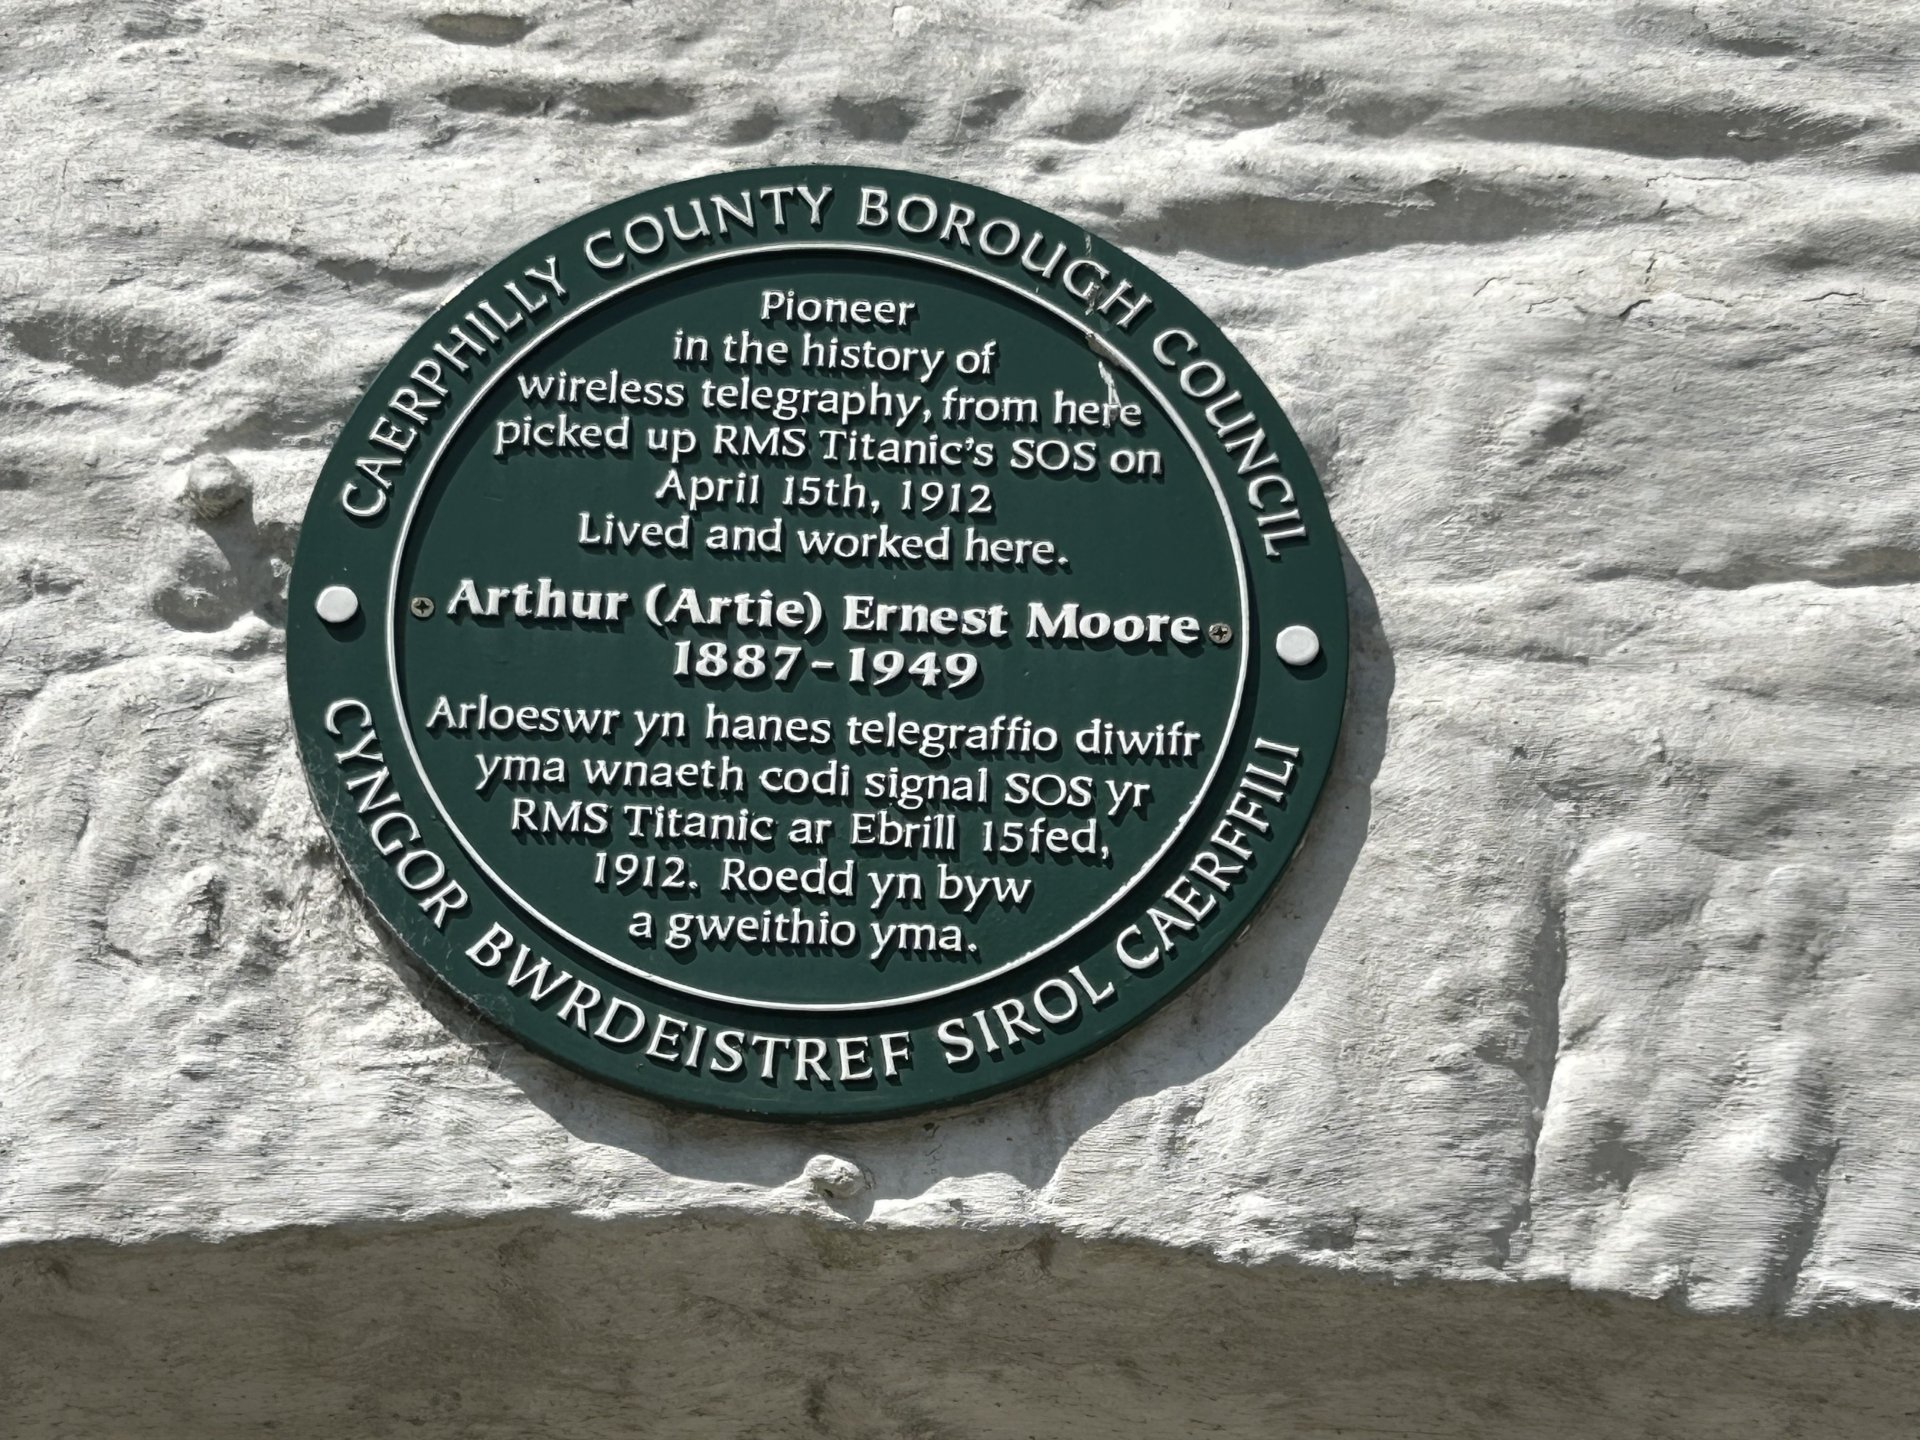 CAERPHILLY COUNTY BOROUGH COUNCIL
Pioneer
in the history of
wireless telegraphy, from here
picked up RMS Titanic's SOS on
April 15th, 1912
Lived and worked here.
Arthur (Artie) Ernest Moore
1887-1949
Arloeswr yn hanes telegraffio diwifr
yma wnaeth codi signal SOS yr
RMS Titanic ar Ebrill 15fed,
1912. Roedd yn byw
a gweithio yma.
CYNGOR BWRDEISTREF SIROL CAERFFILI